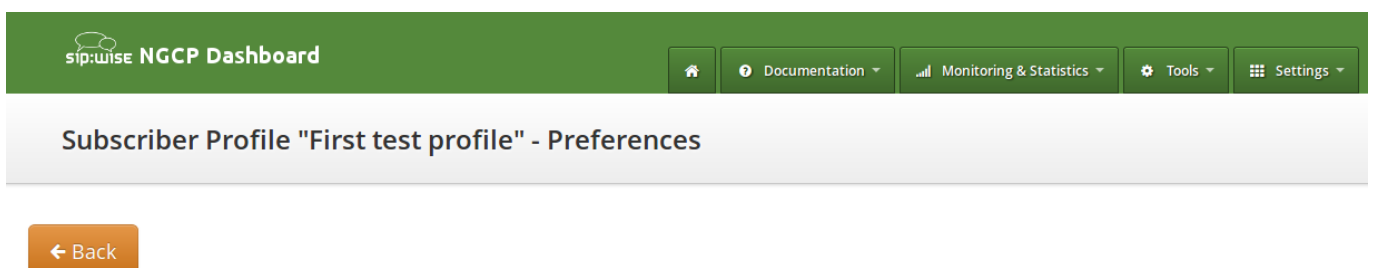 sip:wise NGCP Dashboard
Documentation Monitoring & Statistics Tools Settings
Subscriber Profile "First test profile" - Preferences
Back